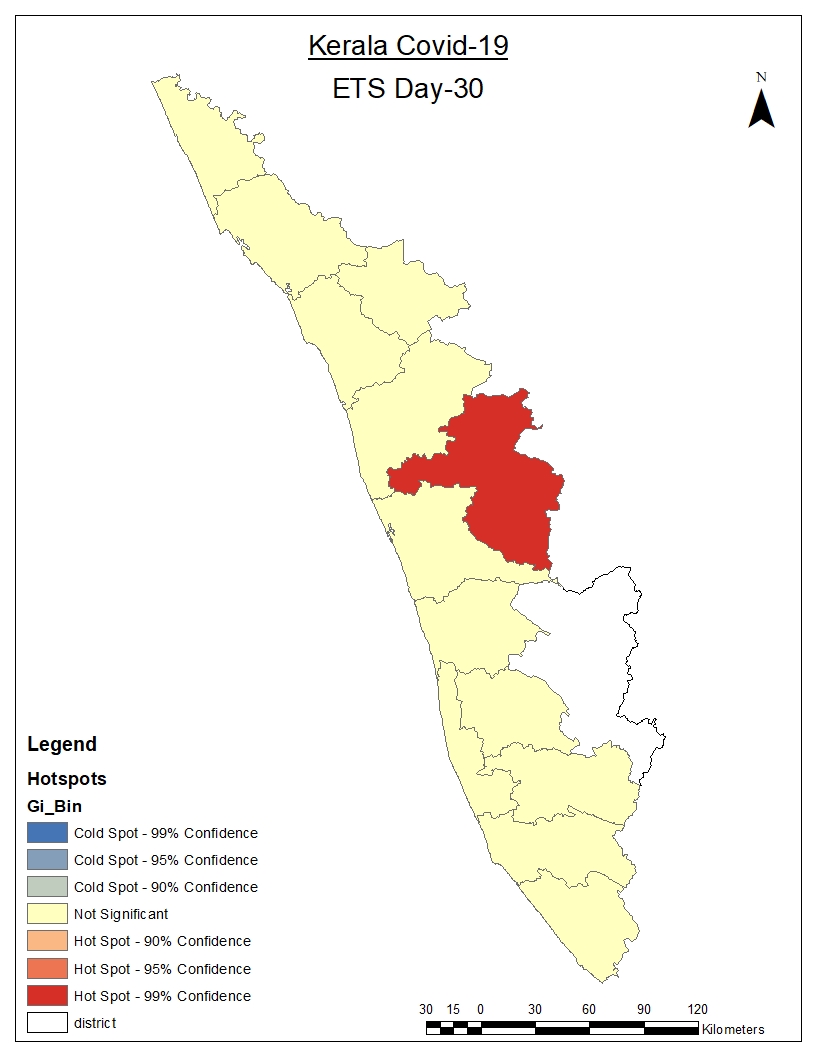 Kerala Covid-19
ETS Day-30
N
Legend
Hotspots
Gi_Bin
Cold Spot - 99% Confidence
Cold Spot - 95% Confidence
Cold Spot - 90% Confidence
Not Significant
Hot Spot - 90% Confidence
Hot Spot - 95% Confidence
Hot Spot - 99% Confidence
district
30 15 0 30 60 90 120
Kilometers